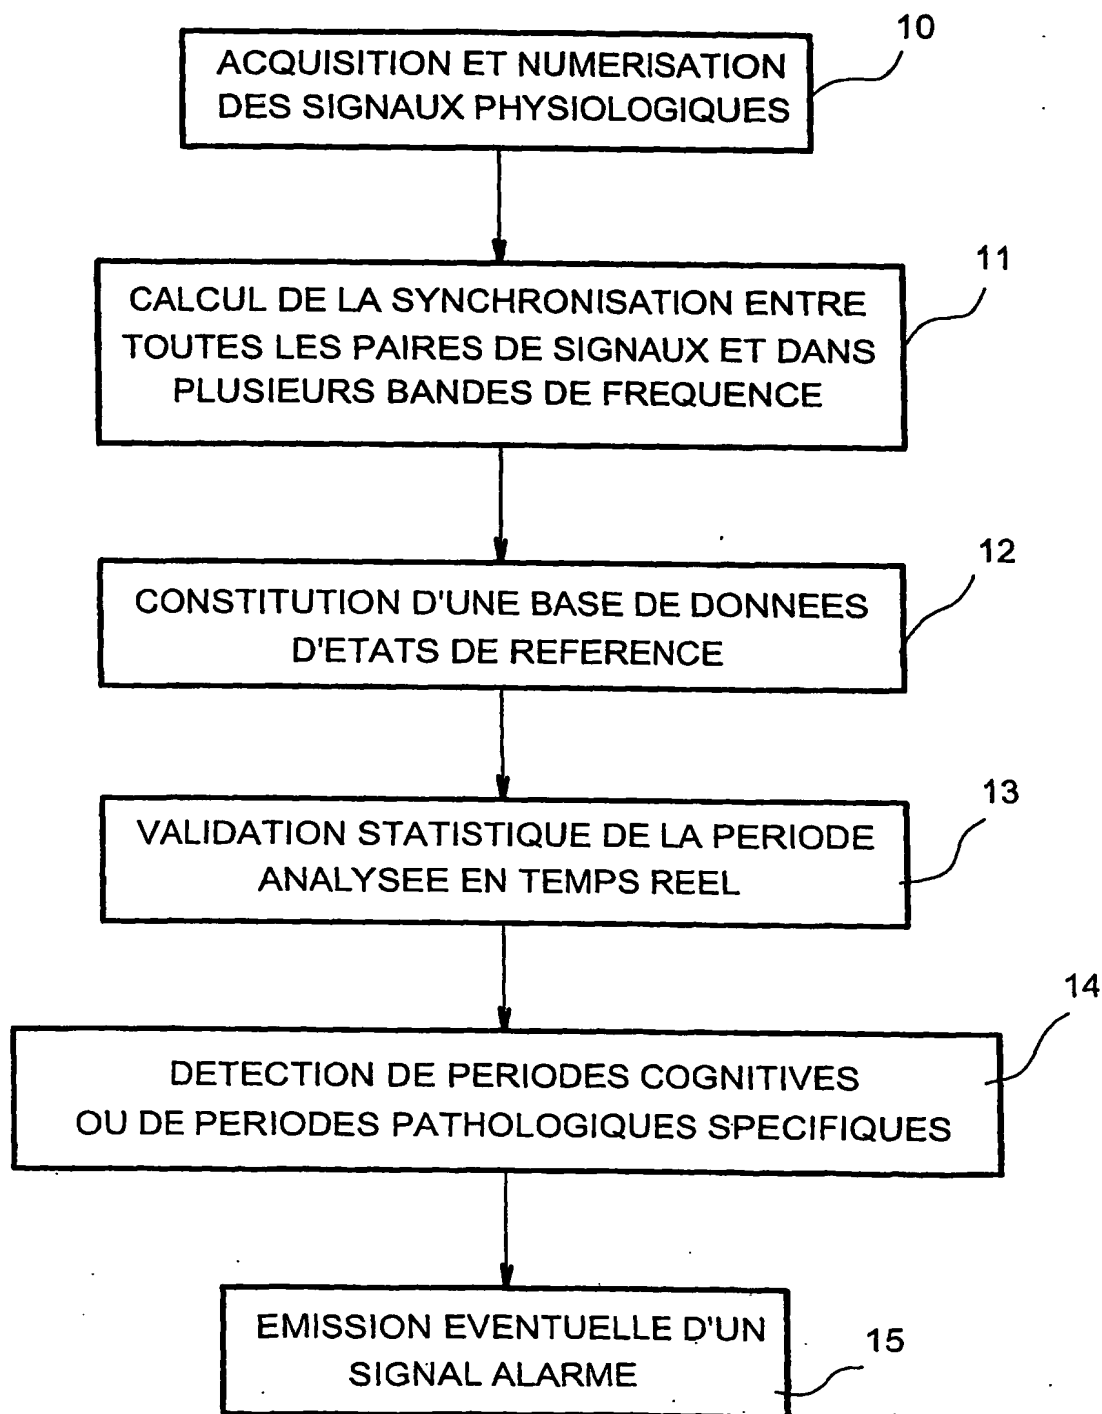 10
ACQUISITION ET NUMERISATION
DES SIGNAUX PHYSIOLOGIQUES
11
CALCUL DE LA SYNCHRONISATION ENTRE
TOUTES LES PAIRES DE SIGNAUX ET DANS
PLUSIEURS BANDES DE FREQUENCE
12
CONSTITUTION D'UNE BASE DE DONNEES
D'ETATS DE REFERENCE
13
VALIDATION STATISTIQUE DE LA PERIODE
ANALYSEE EN TEMPS REEL
14
DETECTION DE PERIODES COGNITIVES
OU DE PERIODES PATHOLOGIQUES SPECIFIQUES
EMISSION EVENTUELLE D'UN
SIGNAL ALARME
15